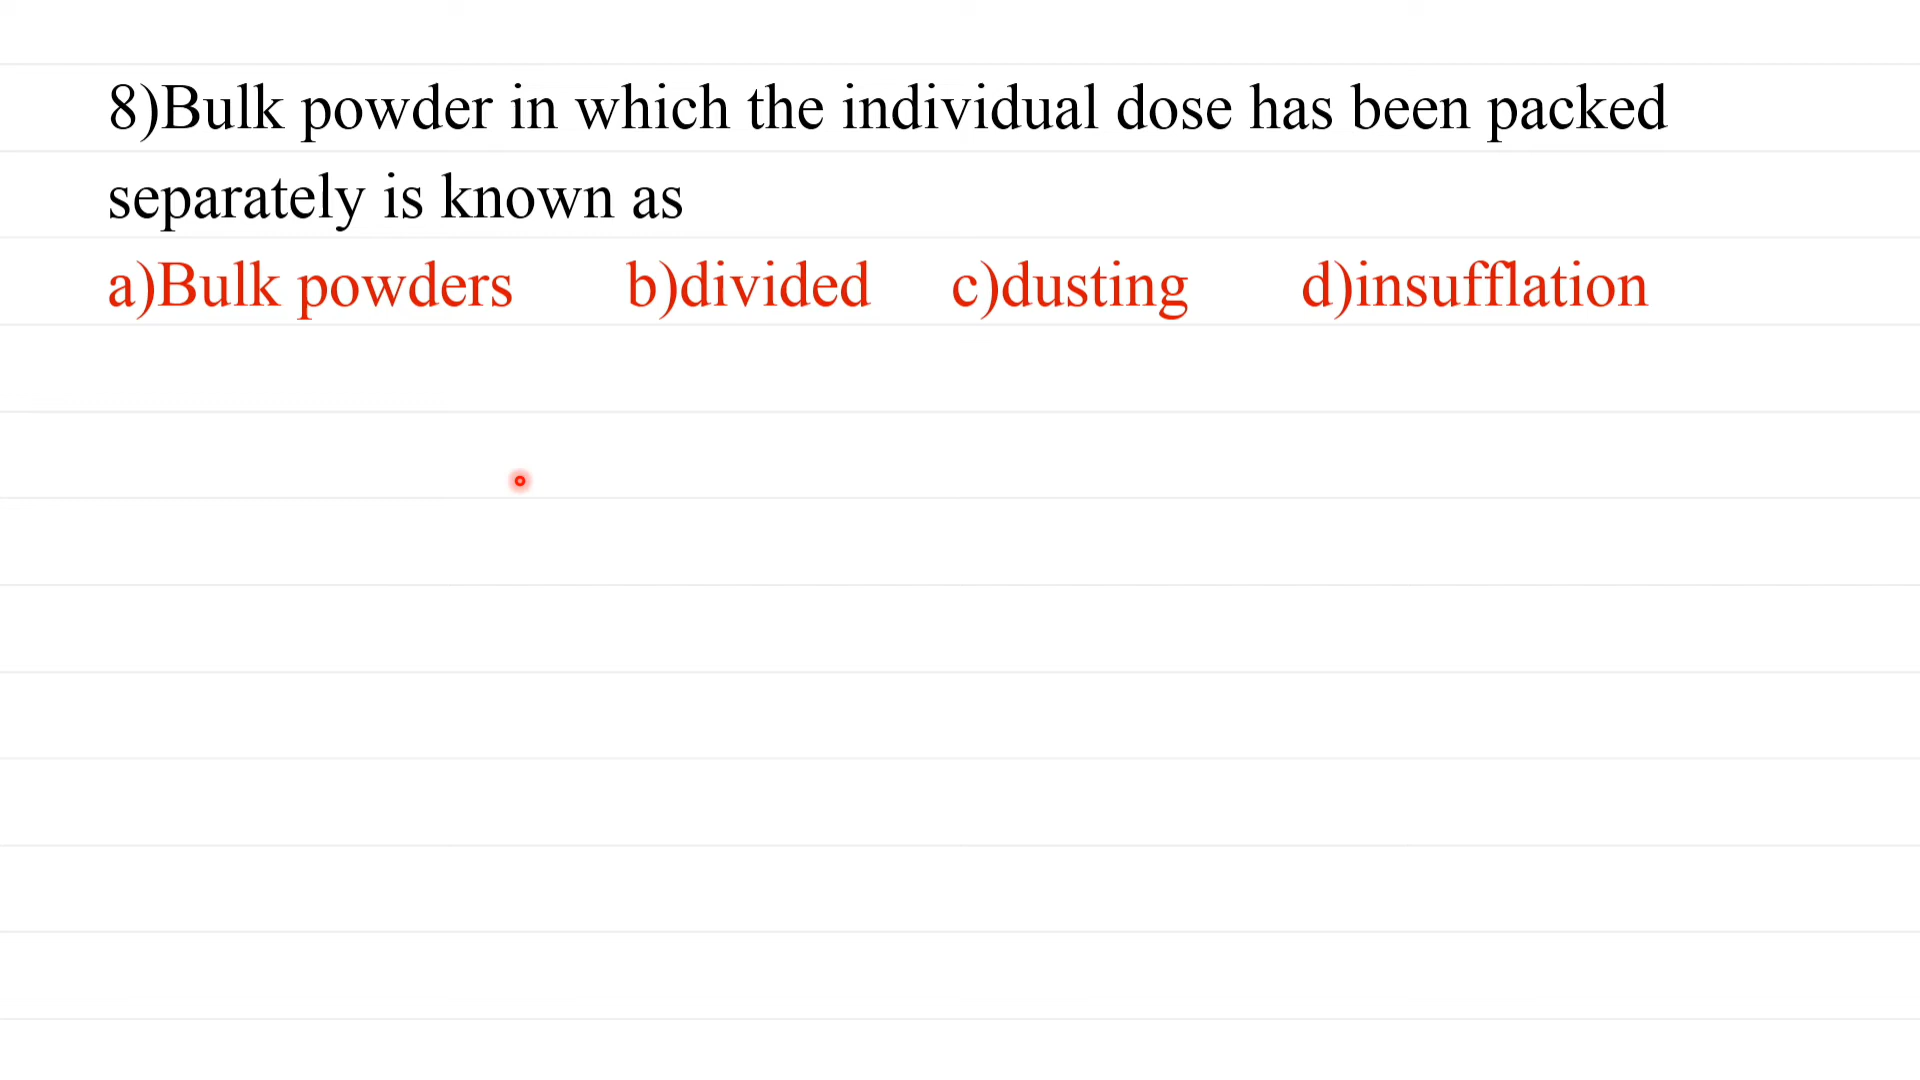 8)Bulk powder in which the individual dose has been packed
separately is known as
a)Bulk powders b)divided c)dusting d)insufflation